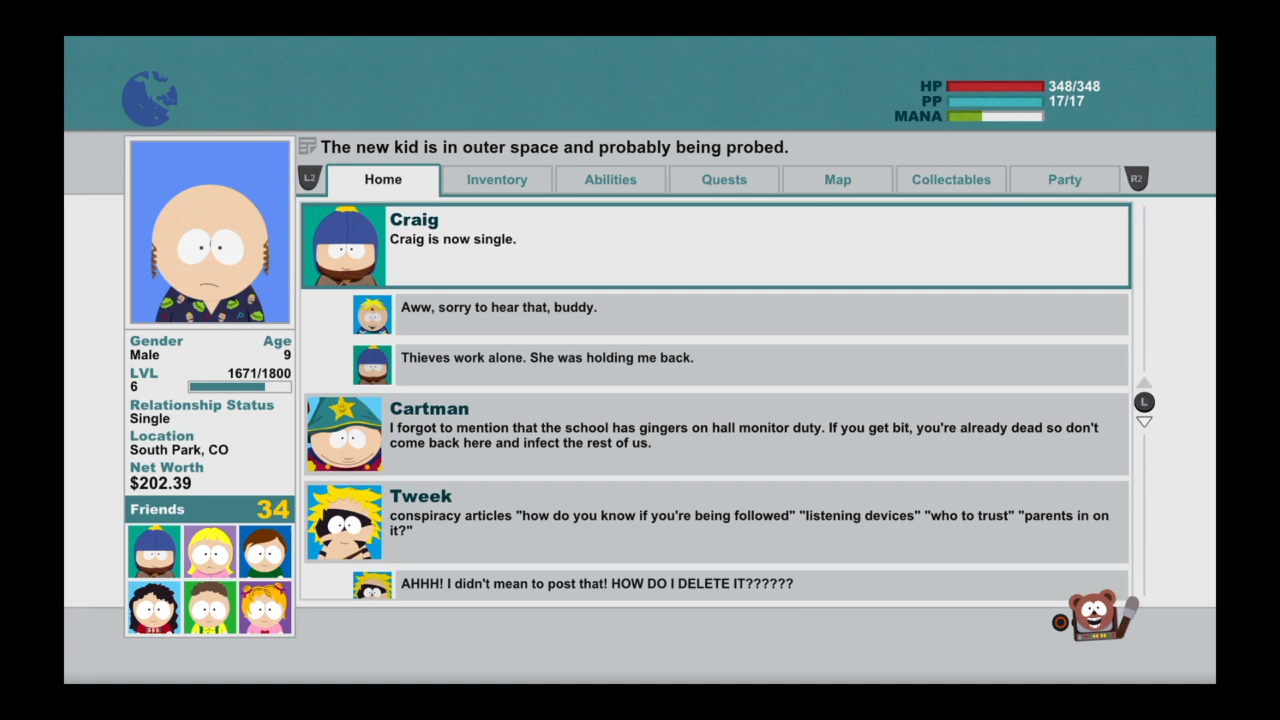 HP 348/348
PP 17/17
MANA
The new kid is in outer space and probably being probed.
L2 Home Inventory Abilities Quests Map Collectables Party R2
Craig
Craig is now single.
Aww, sorry to hear that, buddy.
Thieves work alone. She was holding me back.
Cartman
I forgot to mention that the school has gingers on hall monitor duty. If you get bit, you're already dead so don't
come back here and infect the rest of us.
Tweek
conspiracy articles "how do you know if you're being followed" "listening devices" "who to trust" "parents in on
it?"
AHHH! I didn't mean to post that! HOW DO I DELETE IT??????
L
Gender Age
Male 9
LVL 1671/1800
6
Relationship Status
Single
Location
South Park, CO
Net Worth
$202.39
Friends 34